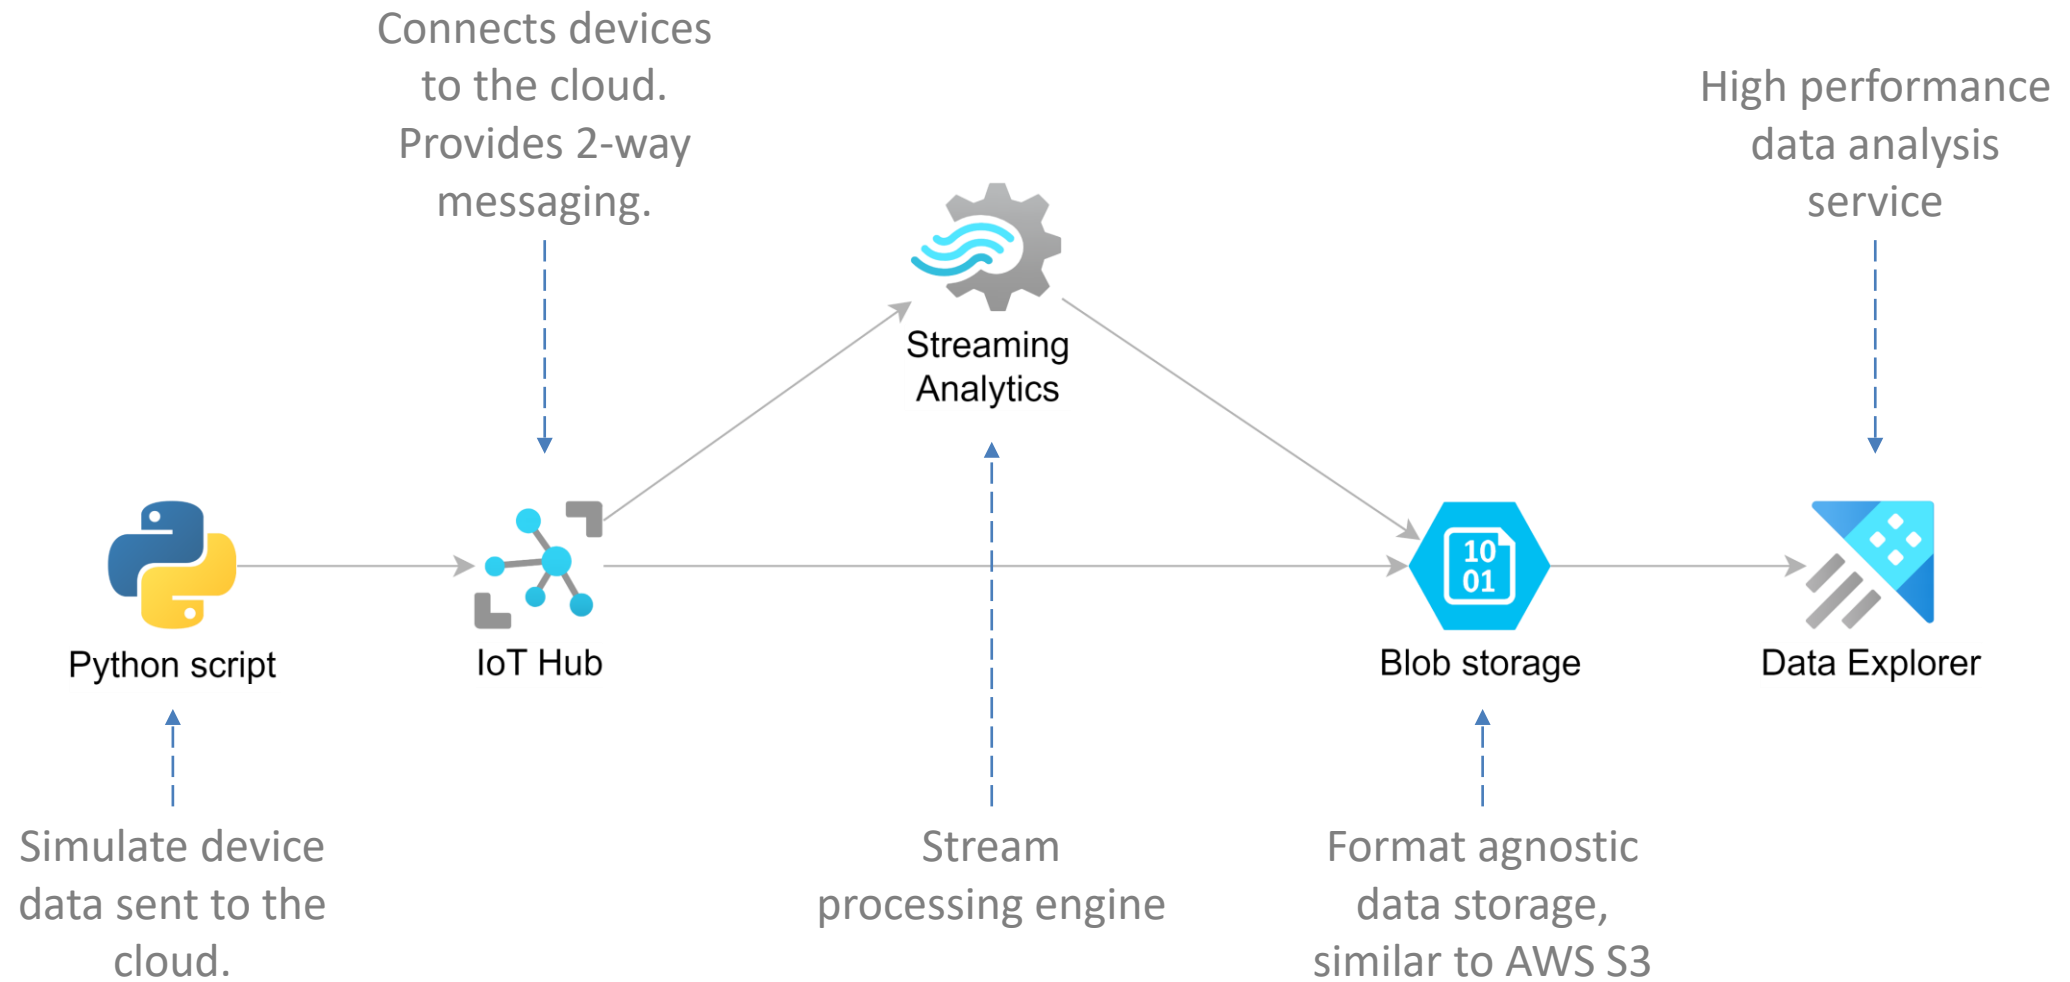 Connects devices
to the cloud.
Provides 2-way
messaging.
High performance
data analysis
service
Streaming
Analytics
10
01
Python script
IoT Hub
Blob storage
Data Explorer
Simulate device
data sent to the
cloud.
Stream
processing engine
Format agnostic
data storage,
similar to AWS S3